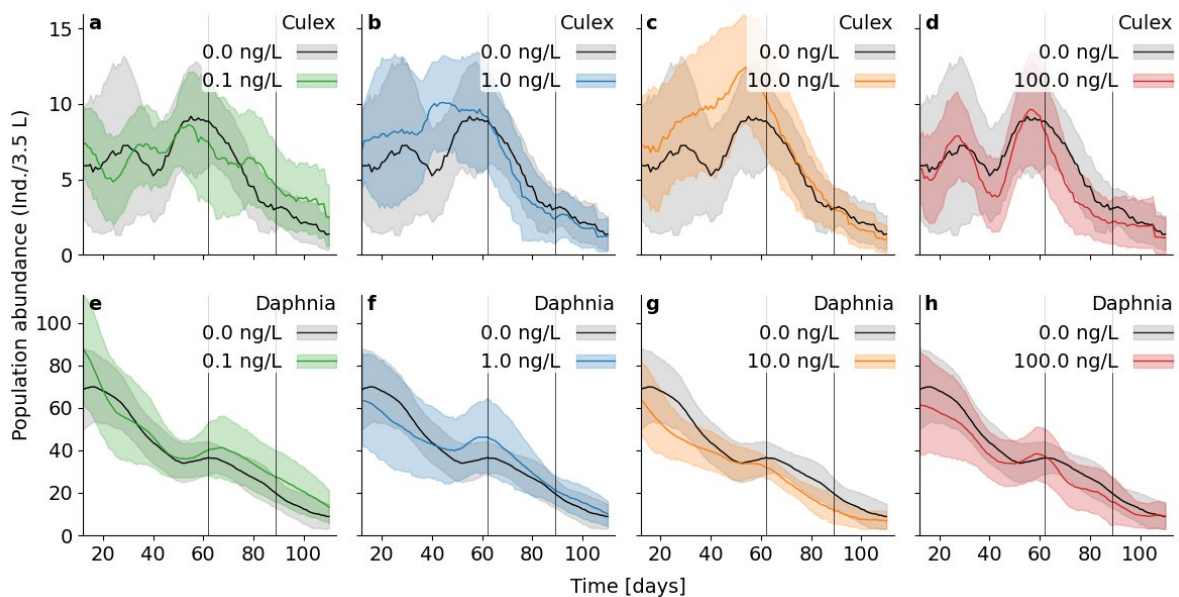 a Culex
0.0 ng/L
0.1 ng/L
b Culex
0.0 ng/L
1.0 ng/L
c Culex
0.0 ng/L
10.0 ng/L
d Culex
0.0 ng/L
100.0 ng/L
15
10
5
0
e Daphnia
0.0 ng/L
0.1 ng/L
f Daphnia
0.0 ng/L
1.0 ng/L
g Daphnia
0.0 ng/L
10.0 ng/L
h Daphnia
0.0 ng/L
100.0 ng/L
100
80
60
40
20
0
20 40 60 80 100
20 40 60 80 100
20 40 60 80 100
20 40 60 80 100
Population abundance (Ind./3.5 L)
Time [days]